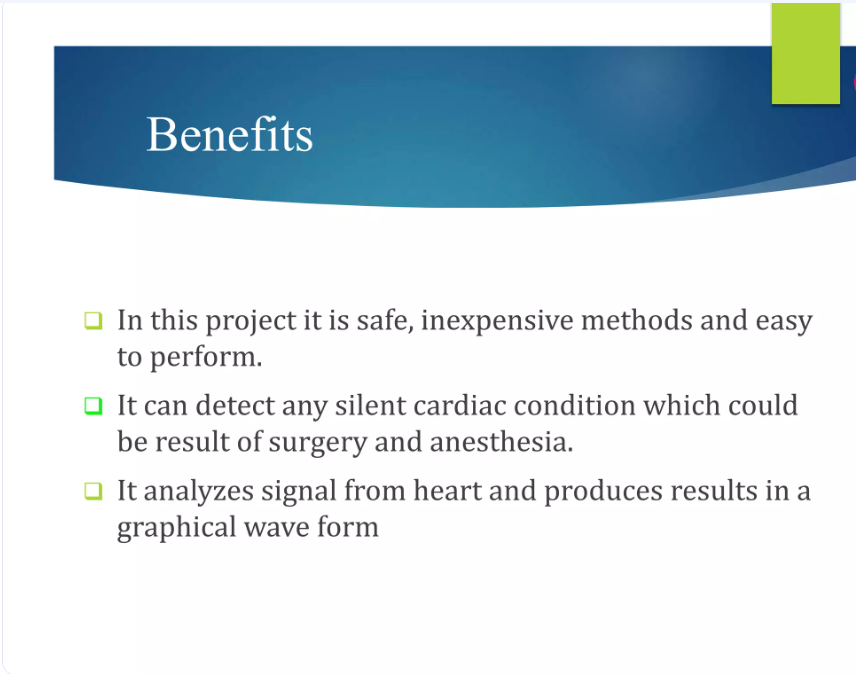 Benefits
In this project it is safe, inexpensive methods and easy
to perform.
It can detect any silent cardiac condition which could
be result of surgery and anesthesia.
It analyzes signal from heart and produces results in a
graphical wave form